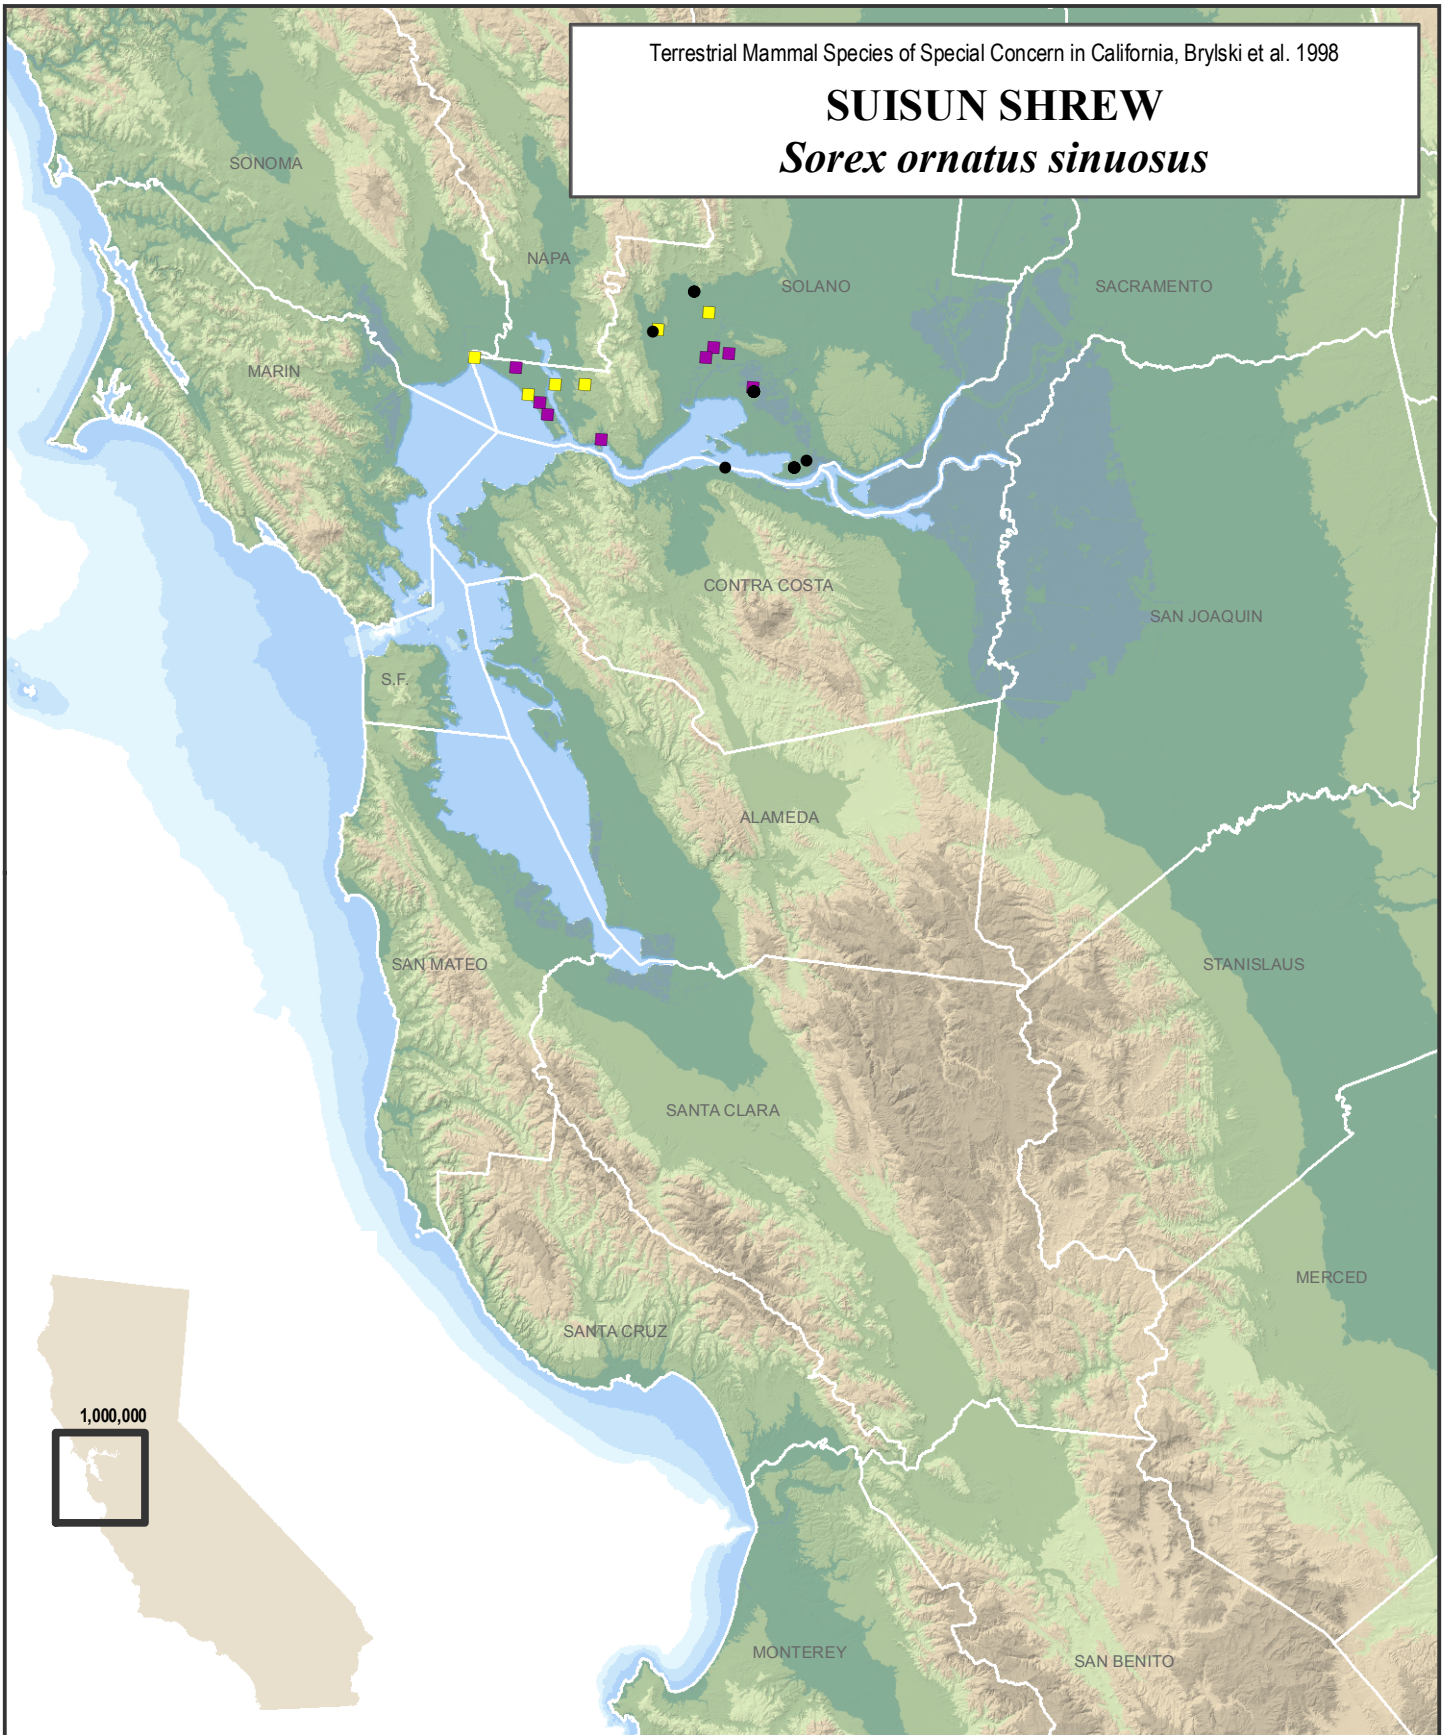 Terrestrial Mammal Species of Special Concern in California, Brylski et al. 1998
SUISUN SHREW
Sorex ornatus sinuosus
SONOMA
NAPA
SOLANO
SACRAMENTO
MARIN
CONTRA COSTA
SAN JOAQUIN
S.F.
ALAMEDA
SAN MATEO
STANISLAUS
SANTA CLARA
MERCED
SANTA CRUZ
1,000,000
MONTEREY
SAN BENITO